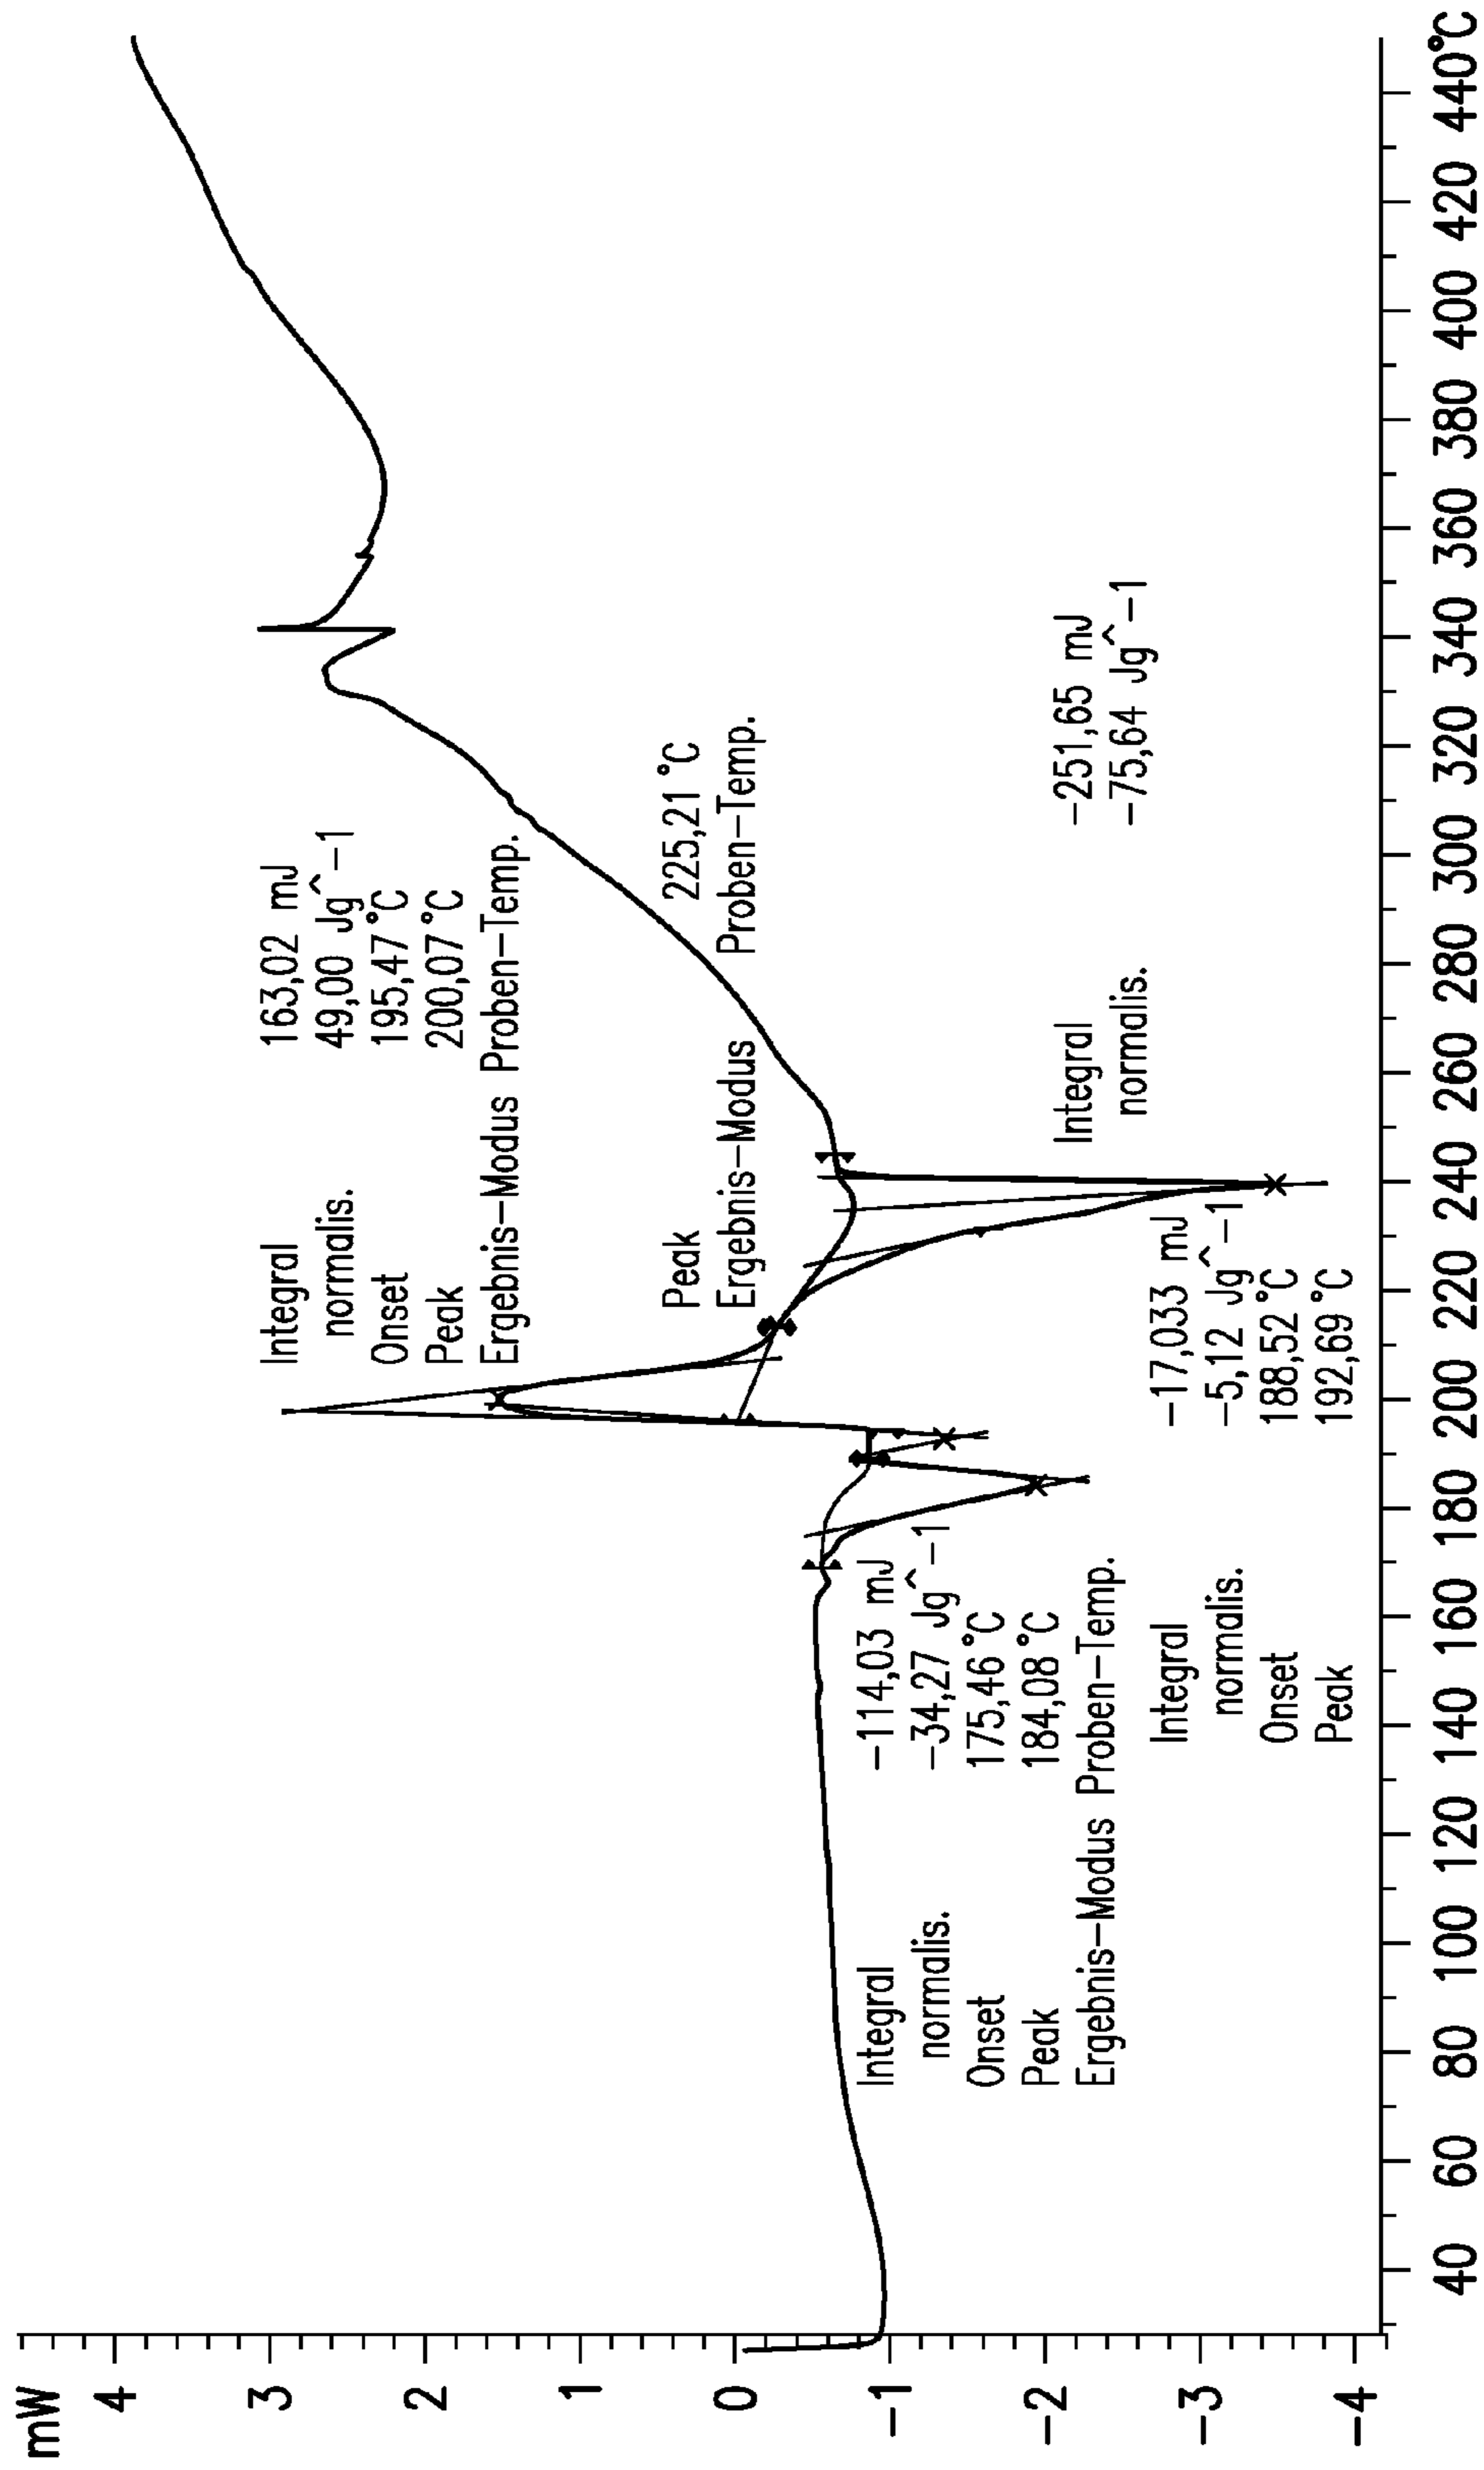 mW
4
3
2
1
0
-1
-2
-3
-4
Integral 163,02 mJ
normalis. 49,00 Jg^-1
Onset 195,47°C
Peak 200,07°C
Ergebnis-Modus Proben-Temp.
Peak 225,21°C
Ergebnis-Modus Proben-Temp.
Integral -114,03 mJ
normalis. -34,27 Jg^-1
Onset 175,46°C
Peak 184,08°C
Ergebnis-Modus Proben-Temp.
Integral -251,65 mJ
normalis. -75,64 Jg^-1
Integral -17,033 mJ
normalis. -5,12 Jg^-1
Onset 188,52°C
Peak 192,69°C
40 60 80 100 120 140 160 180 200 220 240 260 280 300 320 340 360 380 400 420 440°C